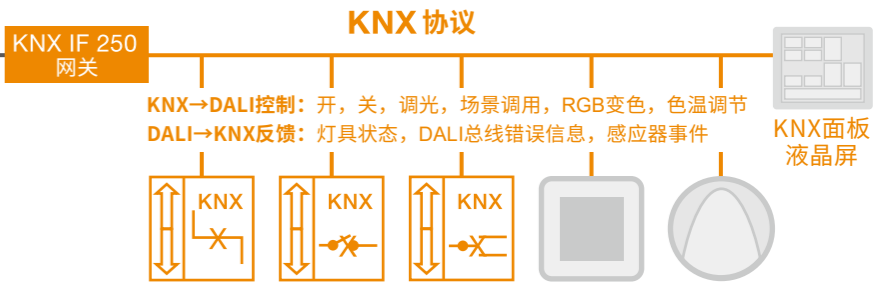 KNX 协议
KNX IF 250
网关
KNX→DALI控制：开，关，调光，场景调用，RGB变色，色温调节
DALI→KNX反馈：灯具状态，DALI总线错误信息，感应器事件
KNX面板
液晶屏
KNX
KNX
KNX